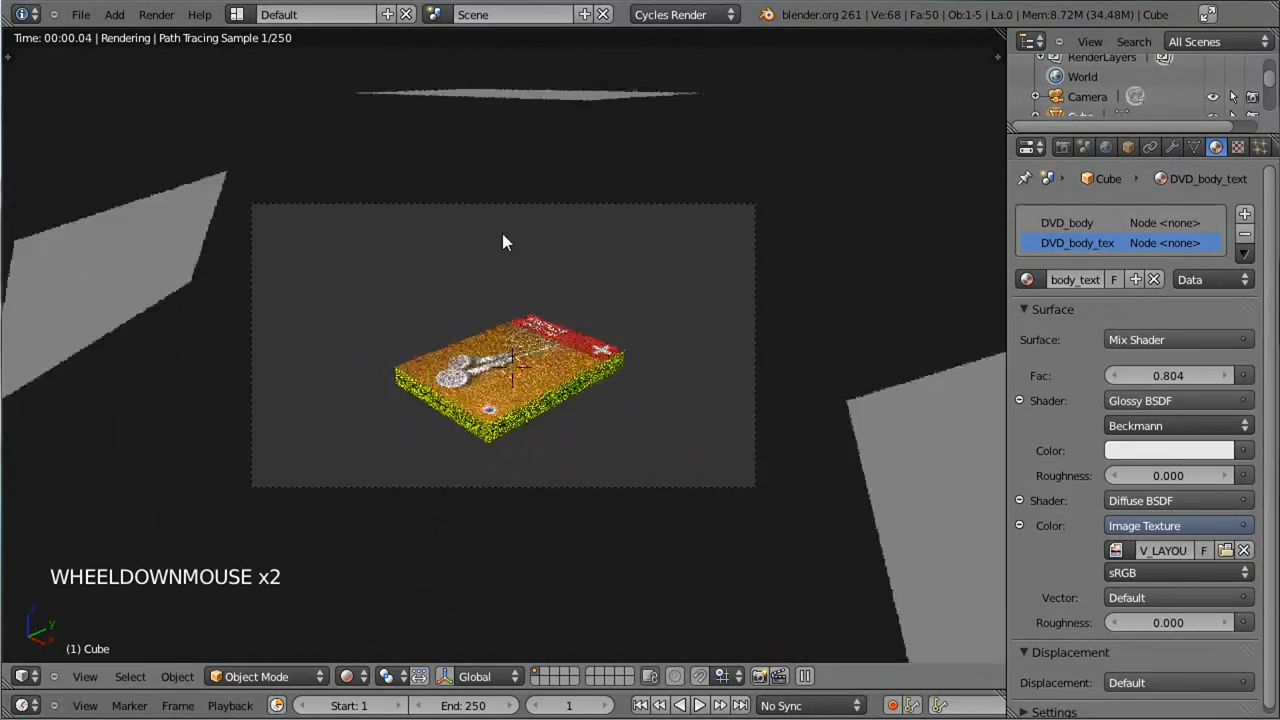 File Add Render Help Default Scene Cycles Render blender.org 261 | Ve:68 | Fa:50 | Ob:1-5 | La:0 | Mem:8.72M (34.48M) | Cube
Time: 00:00.04 | Rendering | Path Tracing Sample 1/250
View Search All Scenes
RenderLayers
World
Camera
Cube
Cube DVD_body_text
DVD_body Node <none>
DVD_body_tex Node <none>
body_text F Data
Surface
Surface: Mix Shader
Fac: 0.804
Shader: Glossy BSDF
Beckmann
Color:
Roughness: 0.000
Shader: Diffuse BSDF
Color: Image Texture
V_LAYOU F
sRGB
Vector: Default
Roughness: 0.000
Displacement
Displacement: Default
Settings
WHEELDOWNMOUSE x2
z
y
x
(1) Cube
View Select Object Object Mode Global
View Marker Frame Playback Start: 1 End: 250 1 No Sync